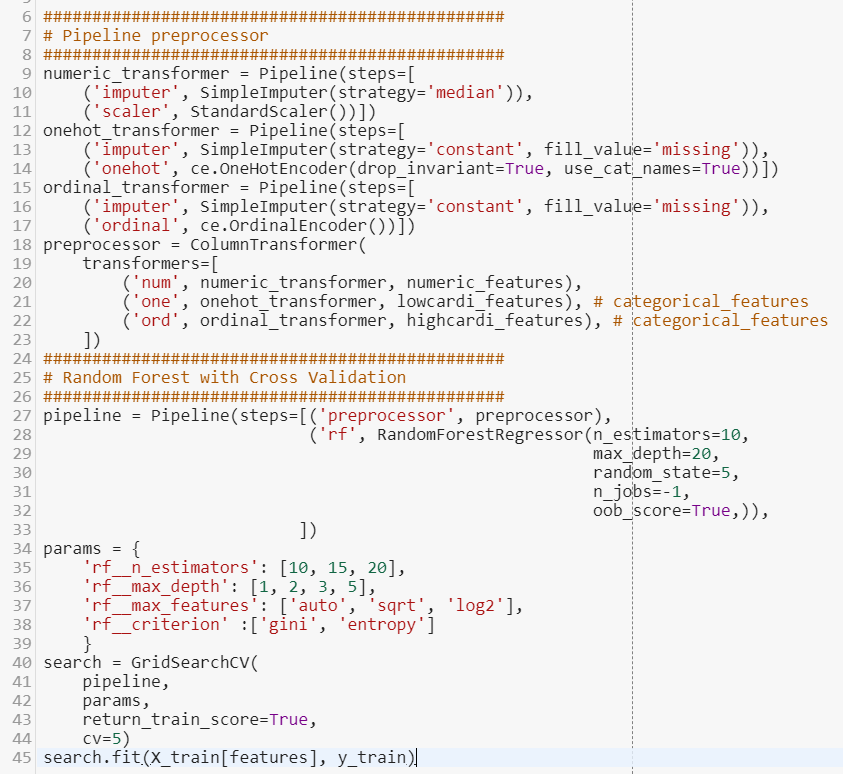 6 ###############################################
7 # Pipeline preprocessor
8 ###############################################
9 numeric_transformer = Pipeline(steps=[
10     ('imputer', SimpleImputer(strategy='median')),
11     ('scaler', StandardScaler())])
12 onehot_transformer = Pipeline(steps=[
13     ('imputer', SimpleImputer(strategy='constant', fill_value='missing')),
14     ('onehot', ce.OneHotEncoder(drop_invariant=True, use_cat_names=True))])
15 ordinal_transformer = Pipeline(steps=[
16     ('imputer', SimpleImputer(strategy='constant', fill_value='missing')),
17     ('ordinal', ce.OrdinalEncoder())])
18 preprocessor = ColumnTransformer(
19     transformers=[
20         ('num', numeric_transformer, numeric_features),
21         ('one', onehot_transformer, lowcardi_features), # categorical_features
22         ('ord', ordinal_transformer, highcardi_features), # categorical_features
23     ])
24 ###############################################
25 # Random Forest with Cross Validation
26 ###############################################
27 pipeline = Pipeline(steps=[('preprocessor', preprocessor),
28                            ('rf', RandomForestRegressor(n_estimators=10,
29                                                         max_depth=20,
30                                                         random_state=5,
31                                                         n_jobs=-1,
32                                                         oob_score=True,)),
33                           ])
34 params = {
35     'rf__n_estimators': [10, 15, 20],
36     'rf__max_depth': [1, 2, 3, 5],
37     'rf__max_features': ['auto', 'sqrt', 'log2'],
38     'rf__criterion' :['gini', 'entropy']
39     }
40 search = GridSearchCV(
41     pipeline,
42     params,
43     return_train_score=True,
44     cv=5)
45 search.fit(X_train[features], y_train)